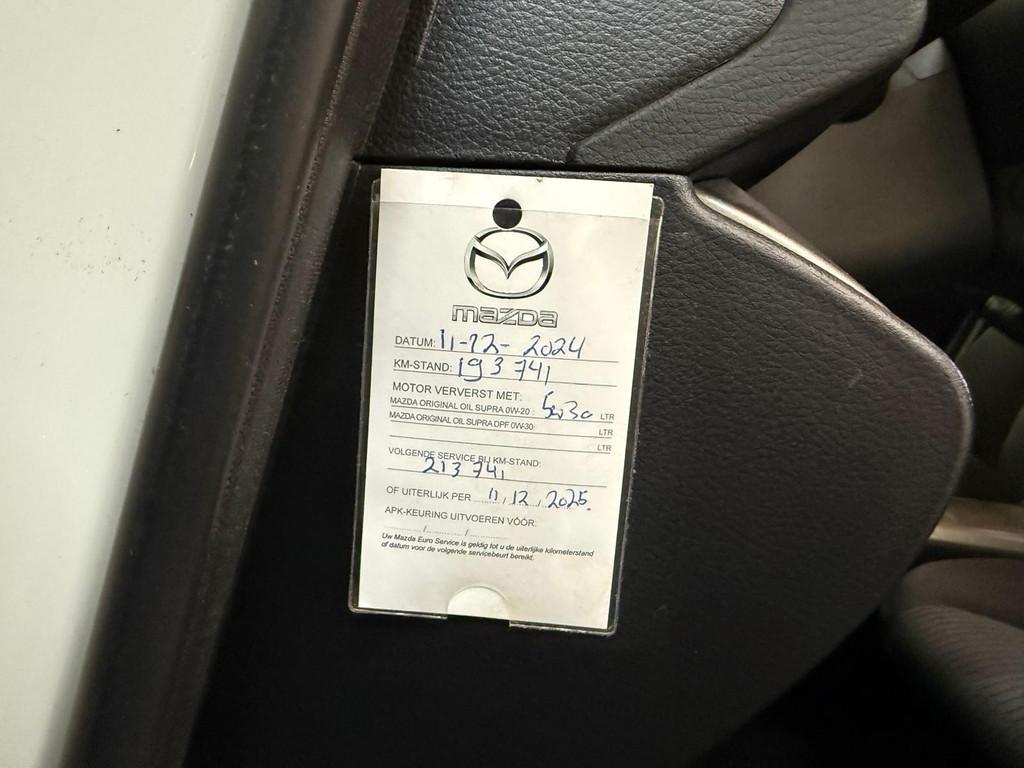 mazda
DATUM: 11-12-2024
KM-STAND: 193 741
MOTOR VERVERST MET:
MAZDA ORIGINAL OIL SUPRA 0W-20 : 5w30 LTR
MAZDA ORIGINAL OIL SUPRA DPF 0W-30: LTR
LTR
VOLGENDE SERVICE BIJ KM-STAND:
213 741
OF UITERLIJK PER 11, 12, 2025.
APK-KEURING UITVOEREN VÓÓR:
......../......../........
Uw Mazda Euro Service is geldig tot u de uiterlijke kilometerstand
of datum voor de volgende servicebeurt bereikt.